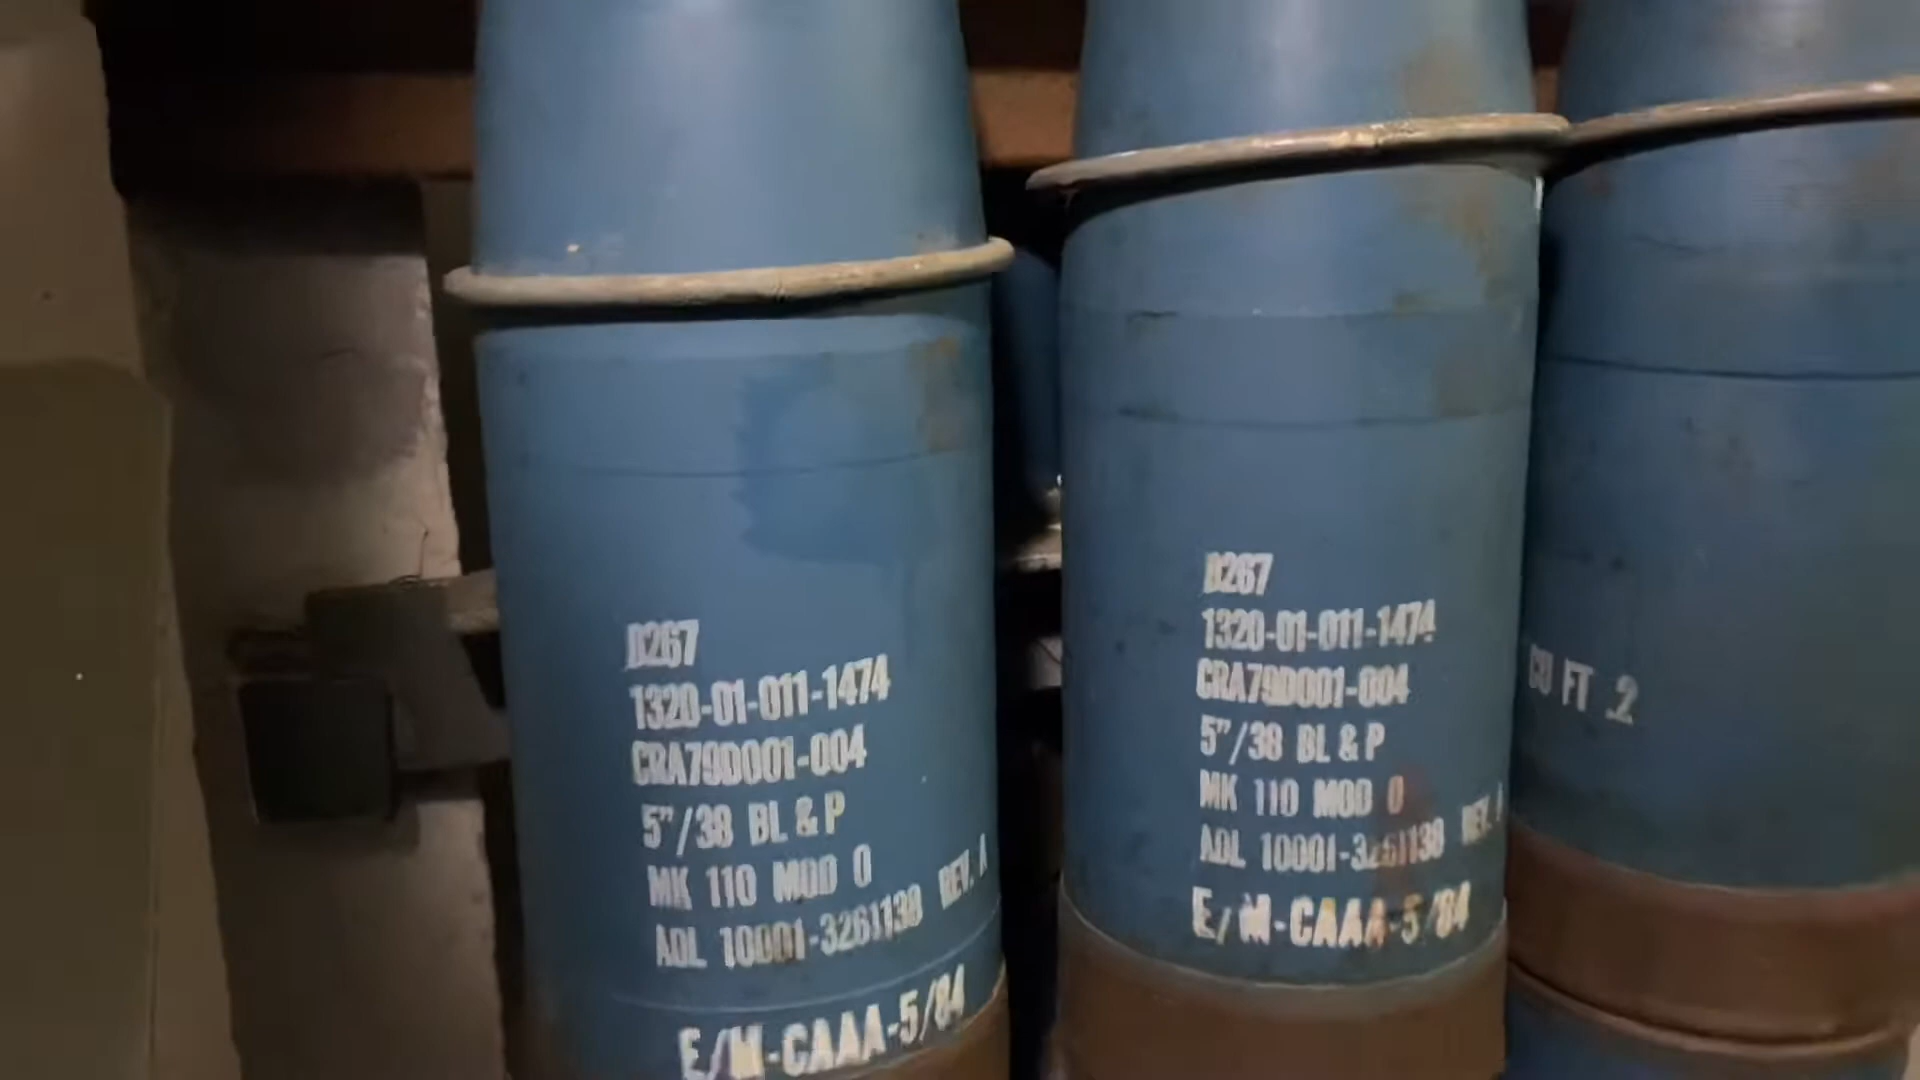 D267
1320-01-011-1474
CRA79D001-004
5"/38 BL & P
MK 110 MOD 0
ADL 10001-3261138 REV. A
E/M-CAAA-5/84
D267
1320-01-011-1474
CRA79D001-004
5"/38 BL & P
MK 110 MOD 0
ADL 10001-3261138 REV. A
E/M-CAAA-5/84
CU FT .2